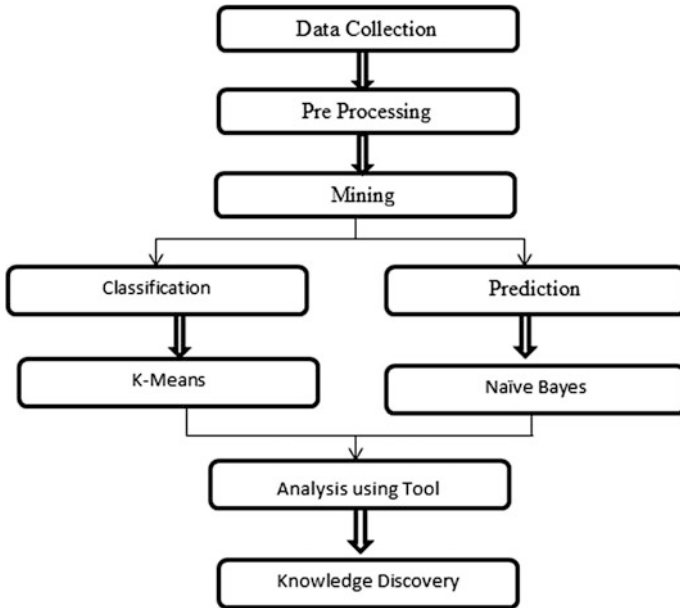 Data Collection
Pre Processing
Mining
Classification
Prediction
K-Means
Naïve Bayes
Analysis using Tool
Knowledge Discovery